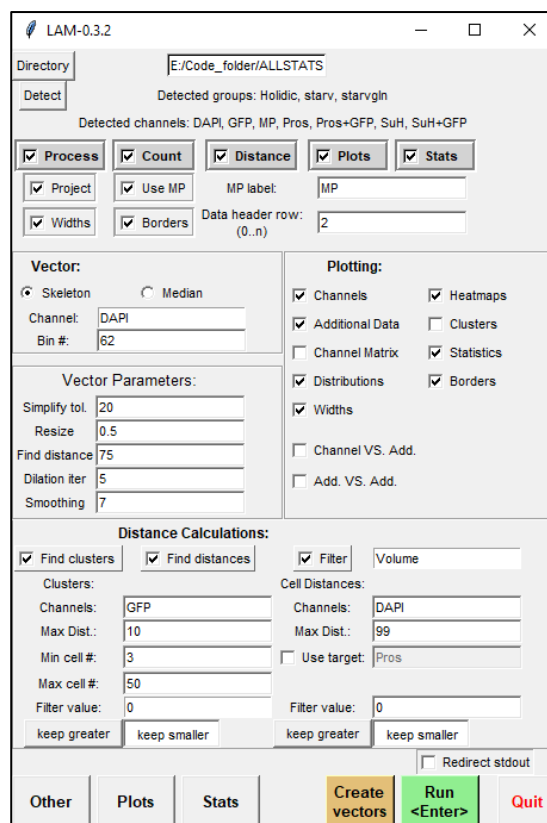 LAM-0.3.2
Directory E:/Code_folder/ALLSTATS
Detect Detected groups: Holidic, starv, starvgln
Detected channels: DAPI, GFP, MP, Pros, Pros+GFP, SuH, SuH+GFP
Process Count Distance Plots Stats
Project Use MP MP label: MP
Widths Borders Data header row: (0..n) 2
Vector:
Skeleton Median
Channel: DAPI
Bin #: 62
Vector Parameters:
Simplify tol. 20
Resize 0.5
Find distance 75
Dilation iter 5
Smoothing 7
Plotting:
Channels Heatmaps
Additional Data Clusters
Channel Matrix Statistics
Distributions Borders
Widths
Channel VS. Add.
Add. VS. Add.
Distance Calculations:
Find clusters Find distances Filter Volume
Clusters: Cell Distances:
Channels: GFP Channels: DAPI
Max Dist.: 10 Max Dist.: 99
Min cell #: 3 Use target: Pros
Max cell #: 50
Filter value: 0 Filter value: 0
keep greater keep smaller keep greater keep smaller
Redirect stdout
Other Plots Stats Create vectors Run <Enter> Quit